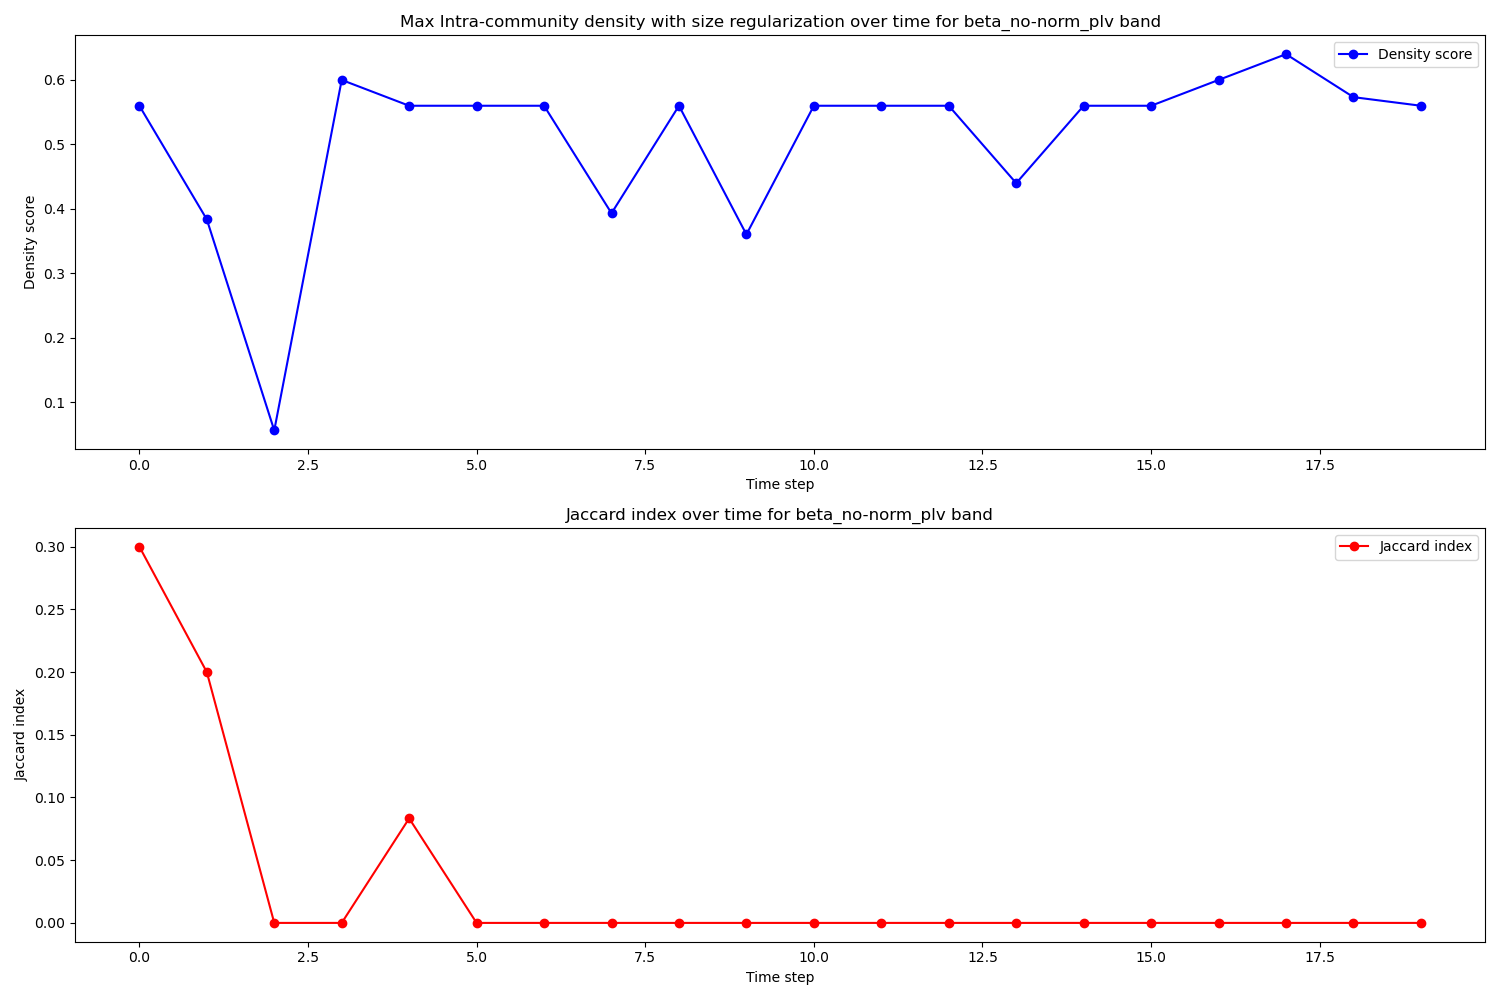 Max Intra-community density with size regularization over time for beta_no-norm_plv band
Density score
0.6
0.5
0.4
0.3
0.2
0.1
Density score
0.0 2.5 5.0 7.5 10.0 12.5 15.0 17.5
Time step
Jaccard index over time for beta_no-norm_plv band
Jaccard index
0.30
0.25
0.20
0.15
0.10
0.05
0.00
Jaccard index
0.0 2.5 5.0 7.5 10.0 12.5 15.0 17.5
Time step